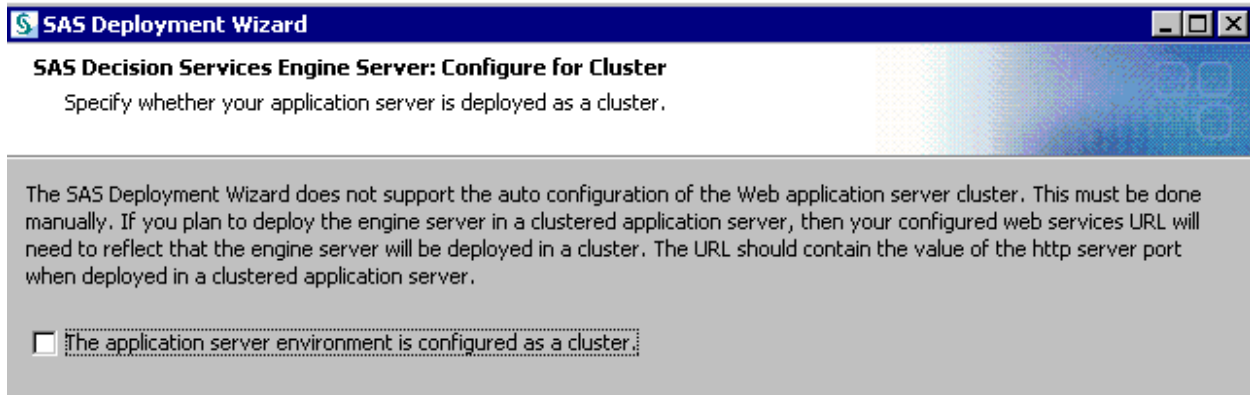 SAS Deployment Wizard
SAS Decision Services Engine Server: Configure for Cluster
Specify whether your application server is deployed as a cluster.
The SAS Deployment Wizard does not support the auto configuration of the Web application server cluster. This must be done
manually. If you plan to deploy the engine server in a clustered application server, then your configured web services URL will
need to reflect that the engine server will be deployed in a cluster. The URL should contain the value of the http server port
when deployed in a clustered application server.
The application server environment is configured as a cluster.